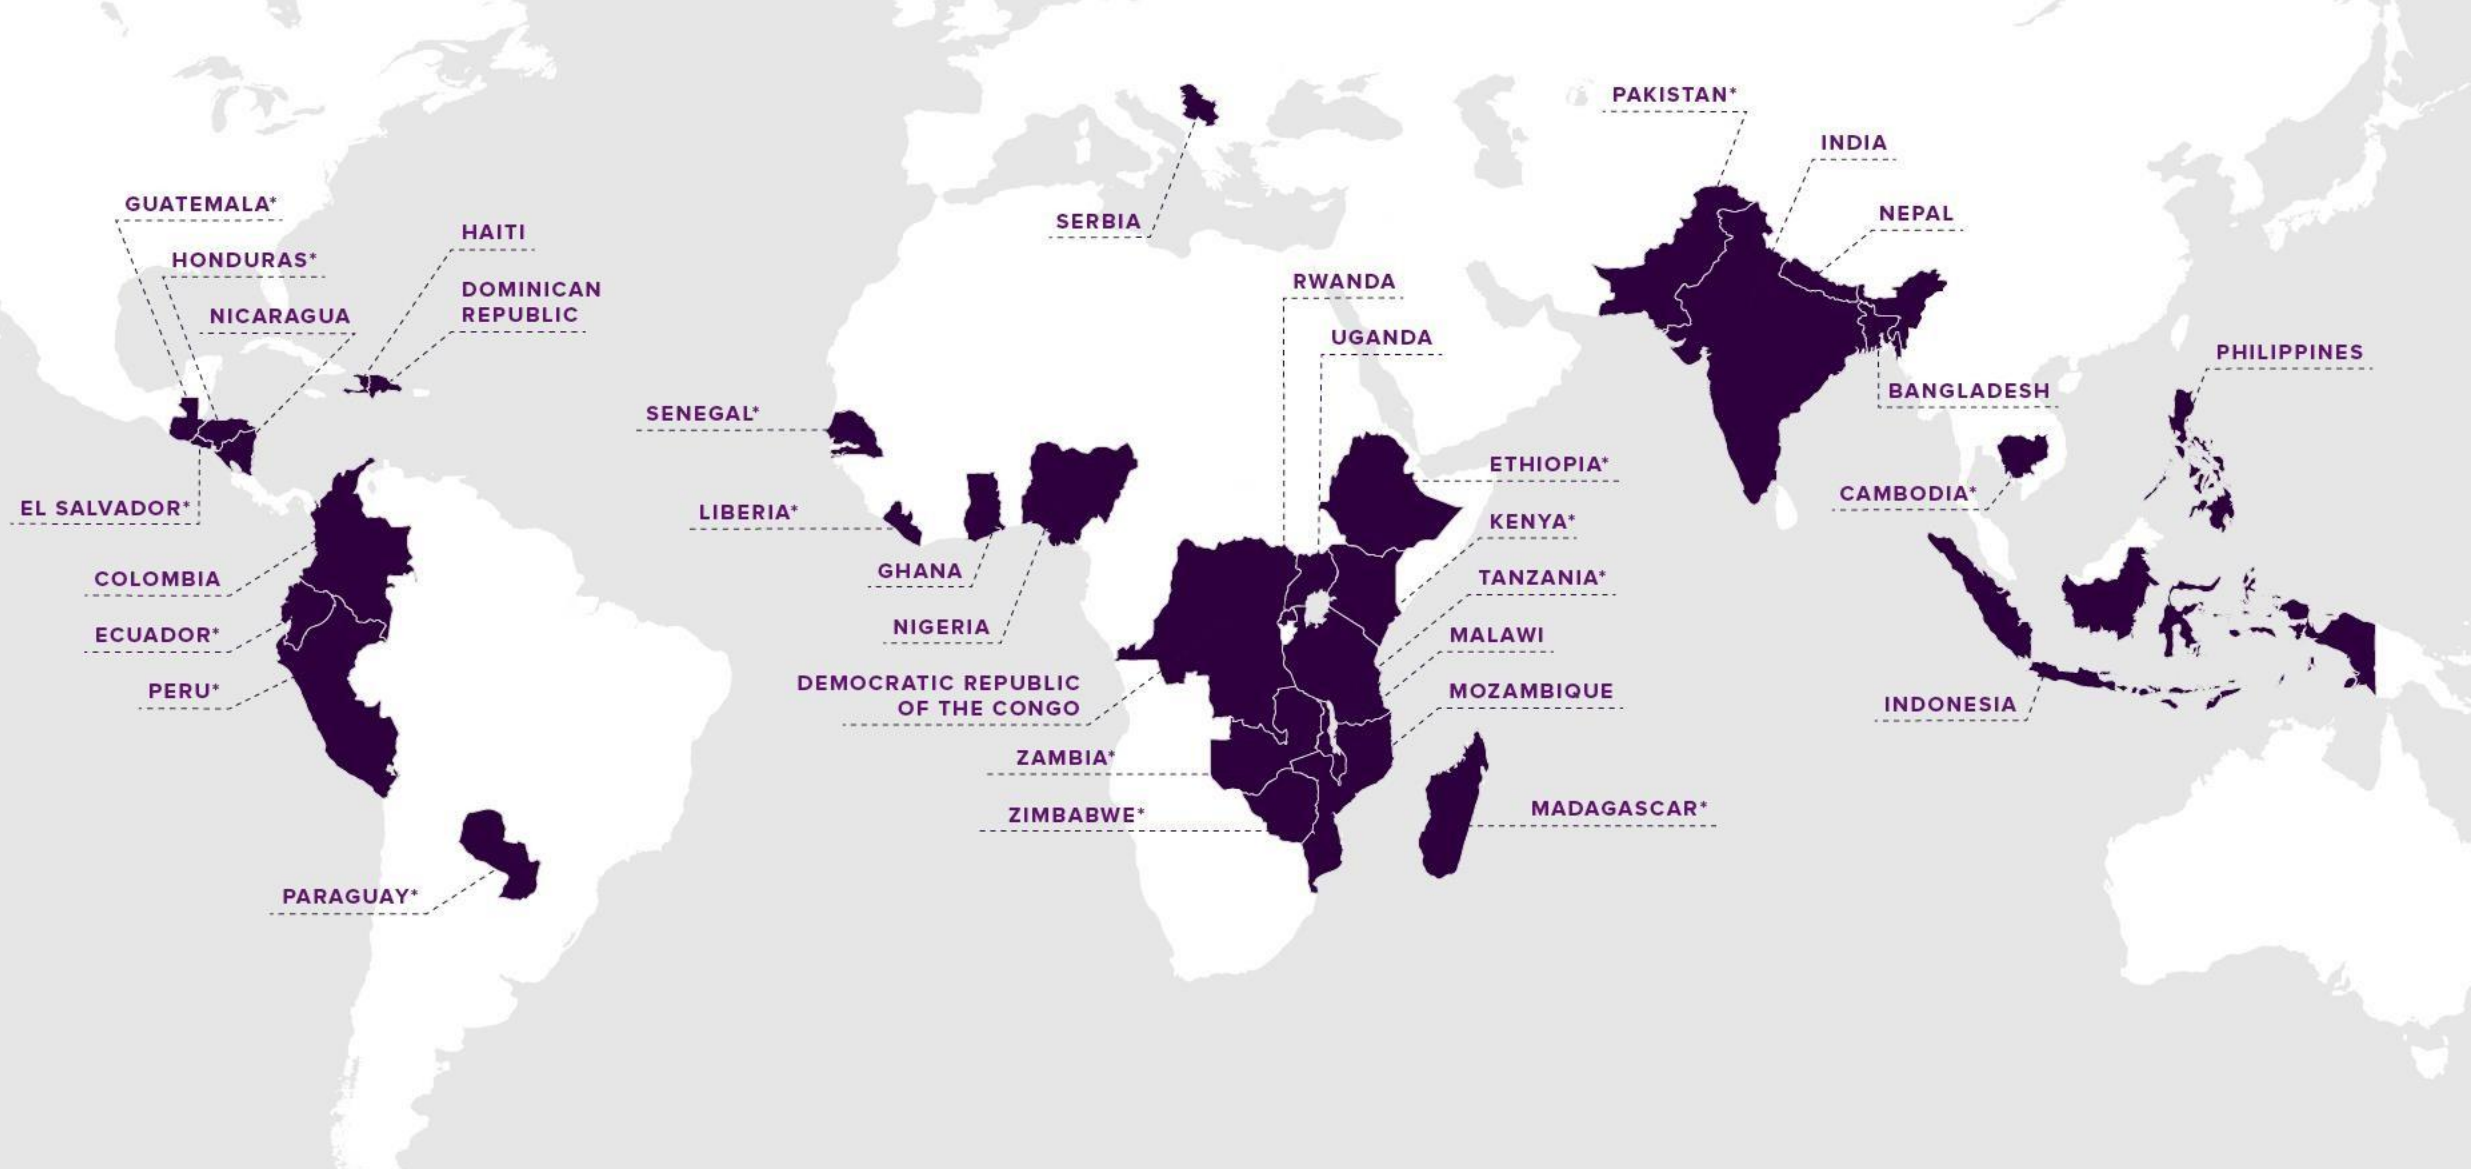 GUATEMALA*
HONDURAS*
NICARAGUA
HAITI
DOMINICAN
REPUBLIC
EL SALVADOR*
COLOMBIA
ECUADOR*
PERU*
PARAGUAY*
SERBIA
SENEGAL*
LIBERIA*
GHANA
NIGERIA
DEMOCRATIC REPUBLIC
OF THE CONGO
ZAMBIA*
ZIMBABWE*
RWANDA
UGANDA
ETHIOPIA*
KENYA*
TANZANIA*
MALAWI
MOZAMBIQUE
MADAGASCAR*
PAKISTAN*
INDIA
NEPAL
BANGLADESH
PHILIPPINES
CAMBODIA*
INDONESIA